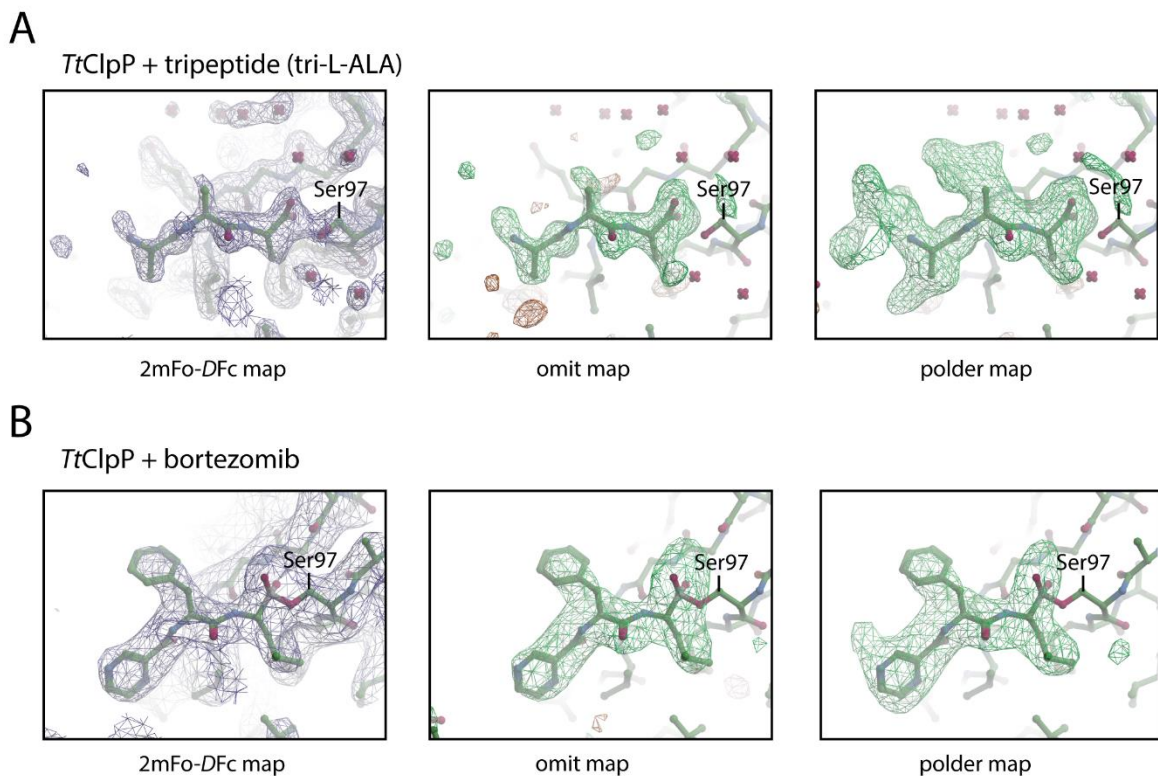 A
TtClpP + tripeptide (tri-L-ALA)
Ser97
Ser97
Ser97
2mFo-DFc map
omit map
polder map
B
TtClpP + bortezomib
Ser97
Ser97
Ser97
2mFo-DFc map
omit map
polder map